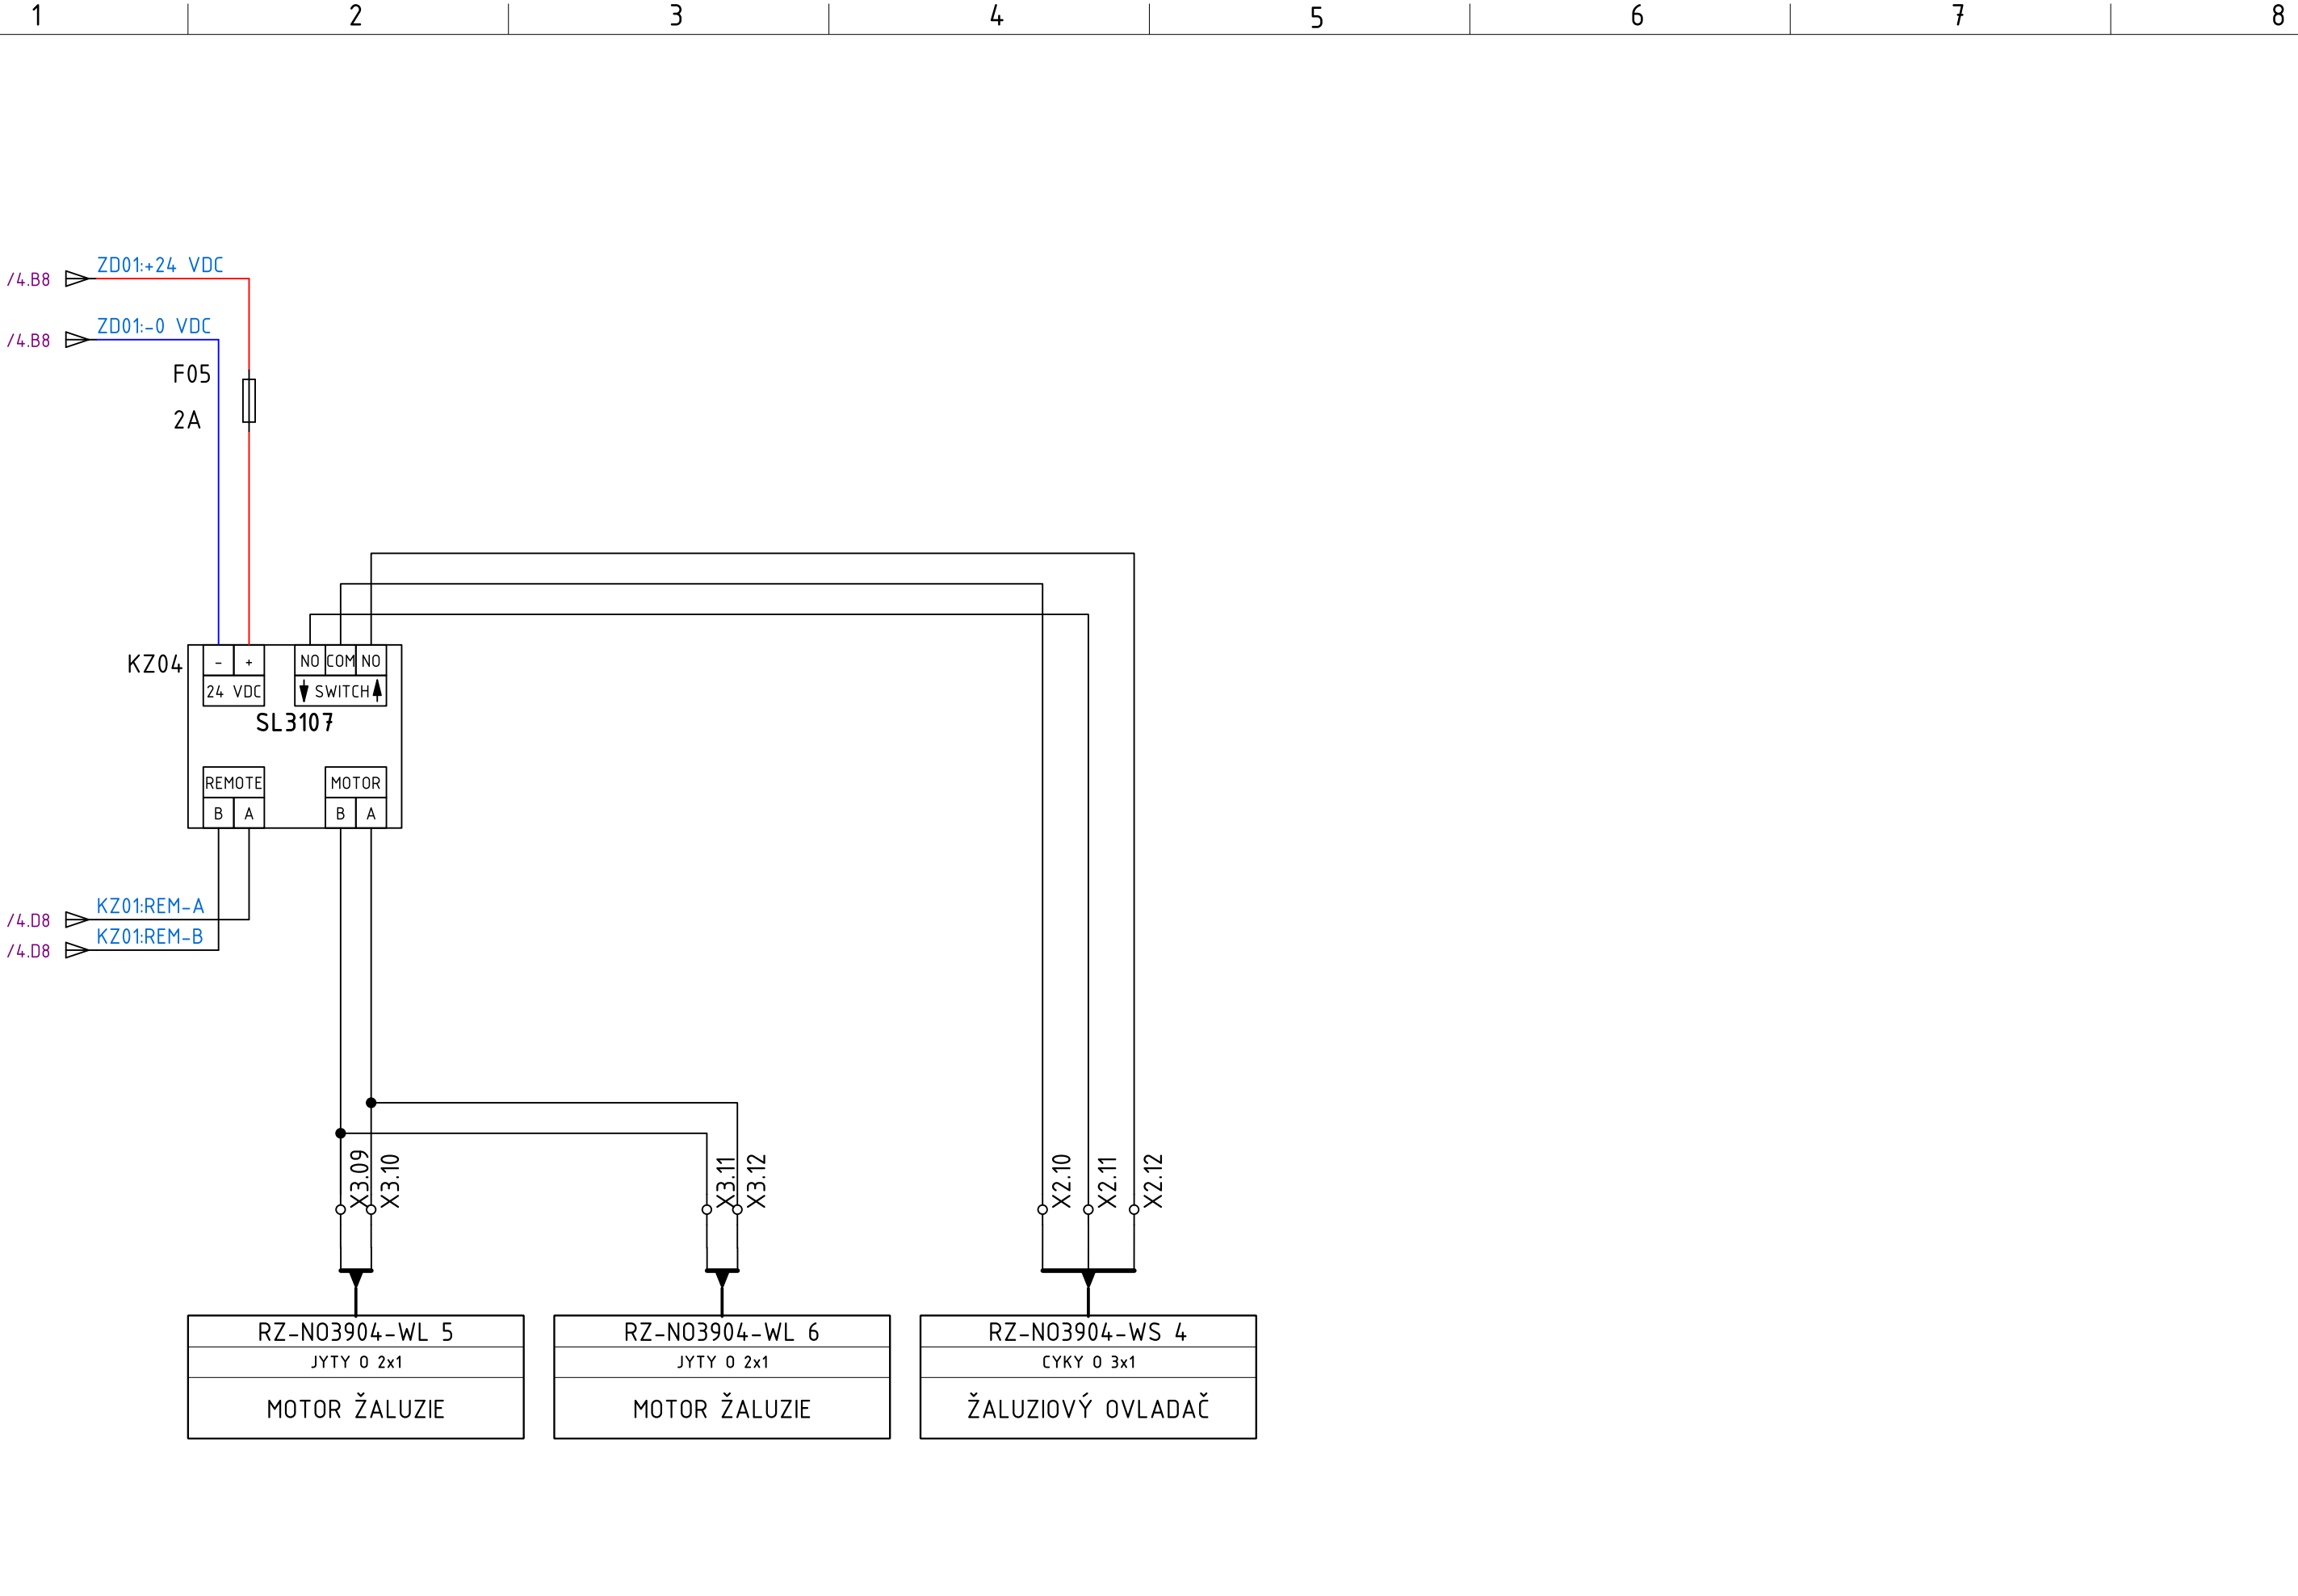 1 2 3 4 5 6 7 8
ZD01:+24 VDC
/4.B8
ZD01:-0 VDC
/4.B8
F05
2A
KZ04
- + NO COM NO
24 VDC SWITCH
SL3107
REMOTE MOTOR
B A B A
KZ01:REM-A
/4.D8
KZ01:REM-B
/4.D8
X3.09
X3.10
X3.11
X3.12
X2.10
X2.11
X2.12
RZ-NO3904-WL 5
JYTY O 2x1
MOTOR ŽALUZIE
RZ-NO3904-WL 6
JYTY O 2x1
MOTOR ŽALUZIE
RZ-NO3904-WS 4
CYKY O 3x1
ŽALUZIOVÝ OVLADAČ